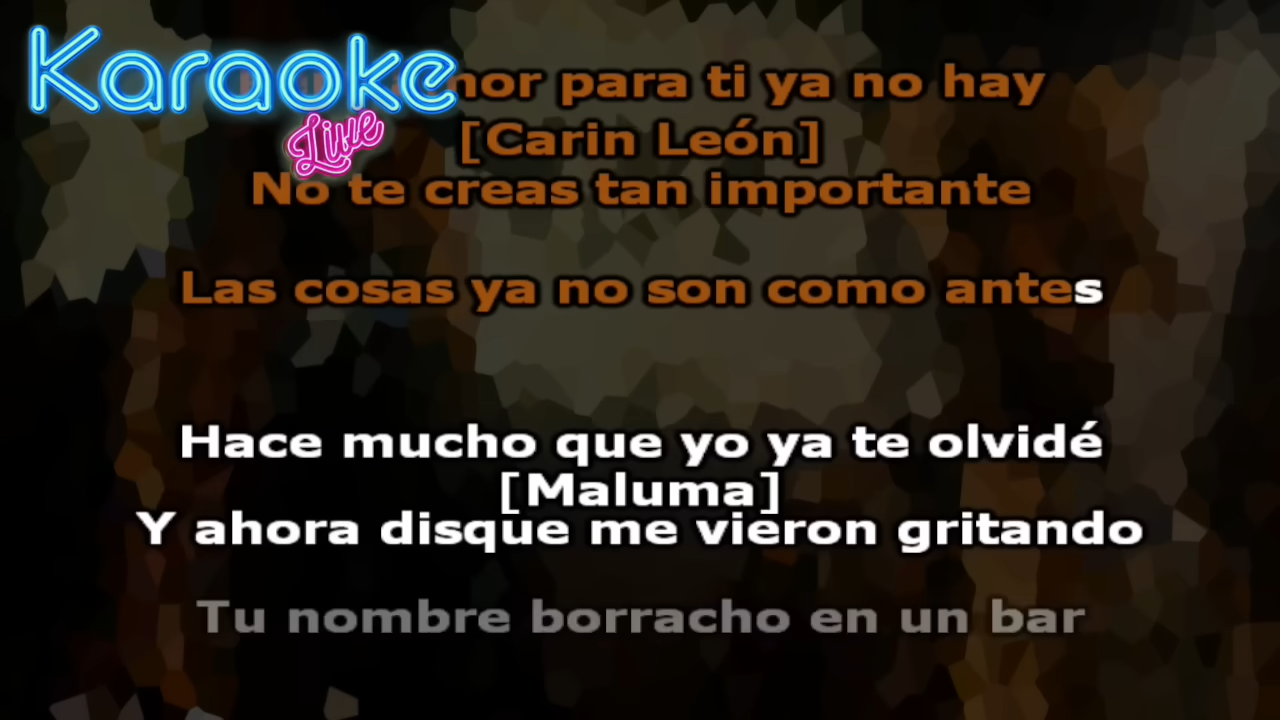 Karaoke
Live
para ti ya no hay
[Carin León]
No te creas tan importante
Las cosas ya no son como antes
Hace mucho que yo ya te olvidé
[Maluma]
Y ahora disque me vieron gritando
Tu nombre borracho en un bar